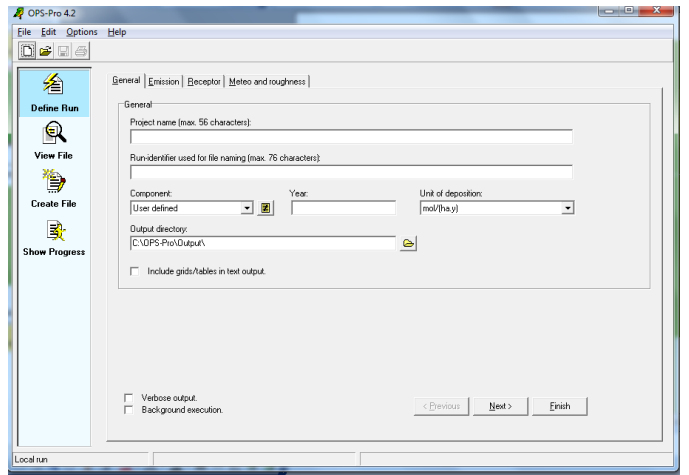 OPS-Pro 4.2
File Edit Options Help
General Emission Receptor Meteo and roughness
Define Run
View File
Create File
Show Progress
General
Project name (max. 56 characters):
Run-identifier used for file naming (max. 76 characters):
Component: Year: Unit of deposition:
User defined mol/(ha.y)
Output directory:
C:\OPS-Pro\Output\
Include grids/tables in text output.
Verbose output.
Background execution.
< Previous Next > Finish
Local run